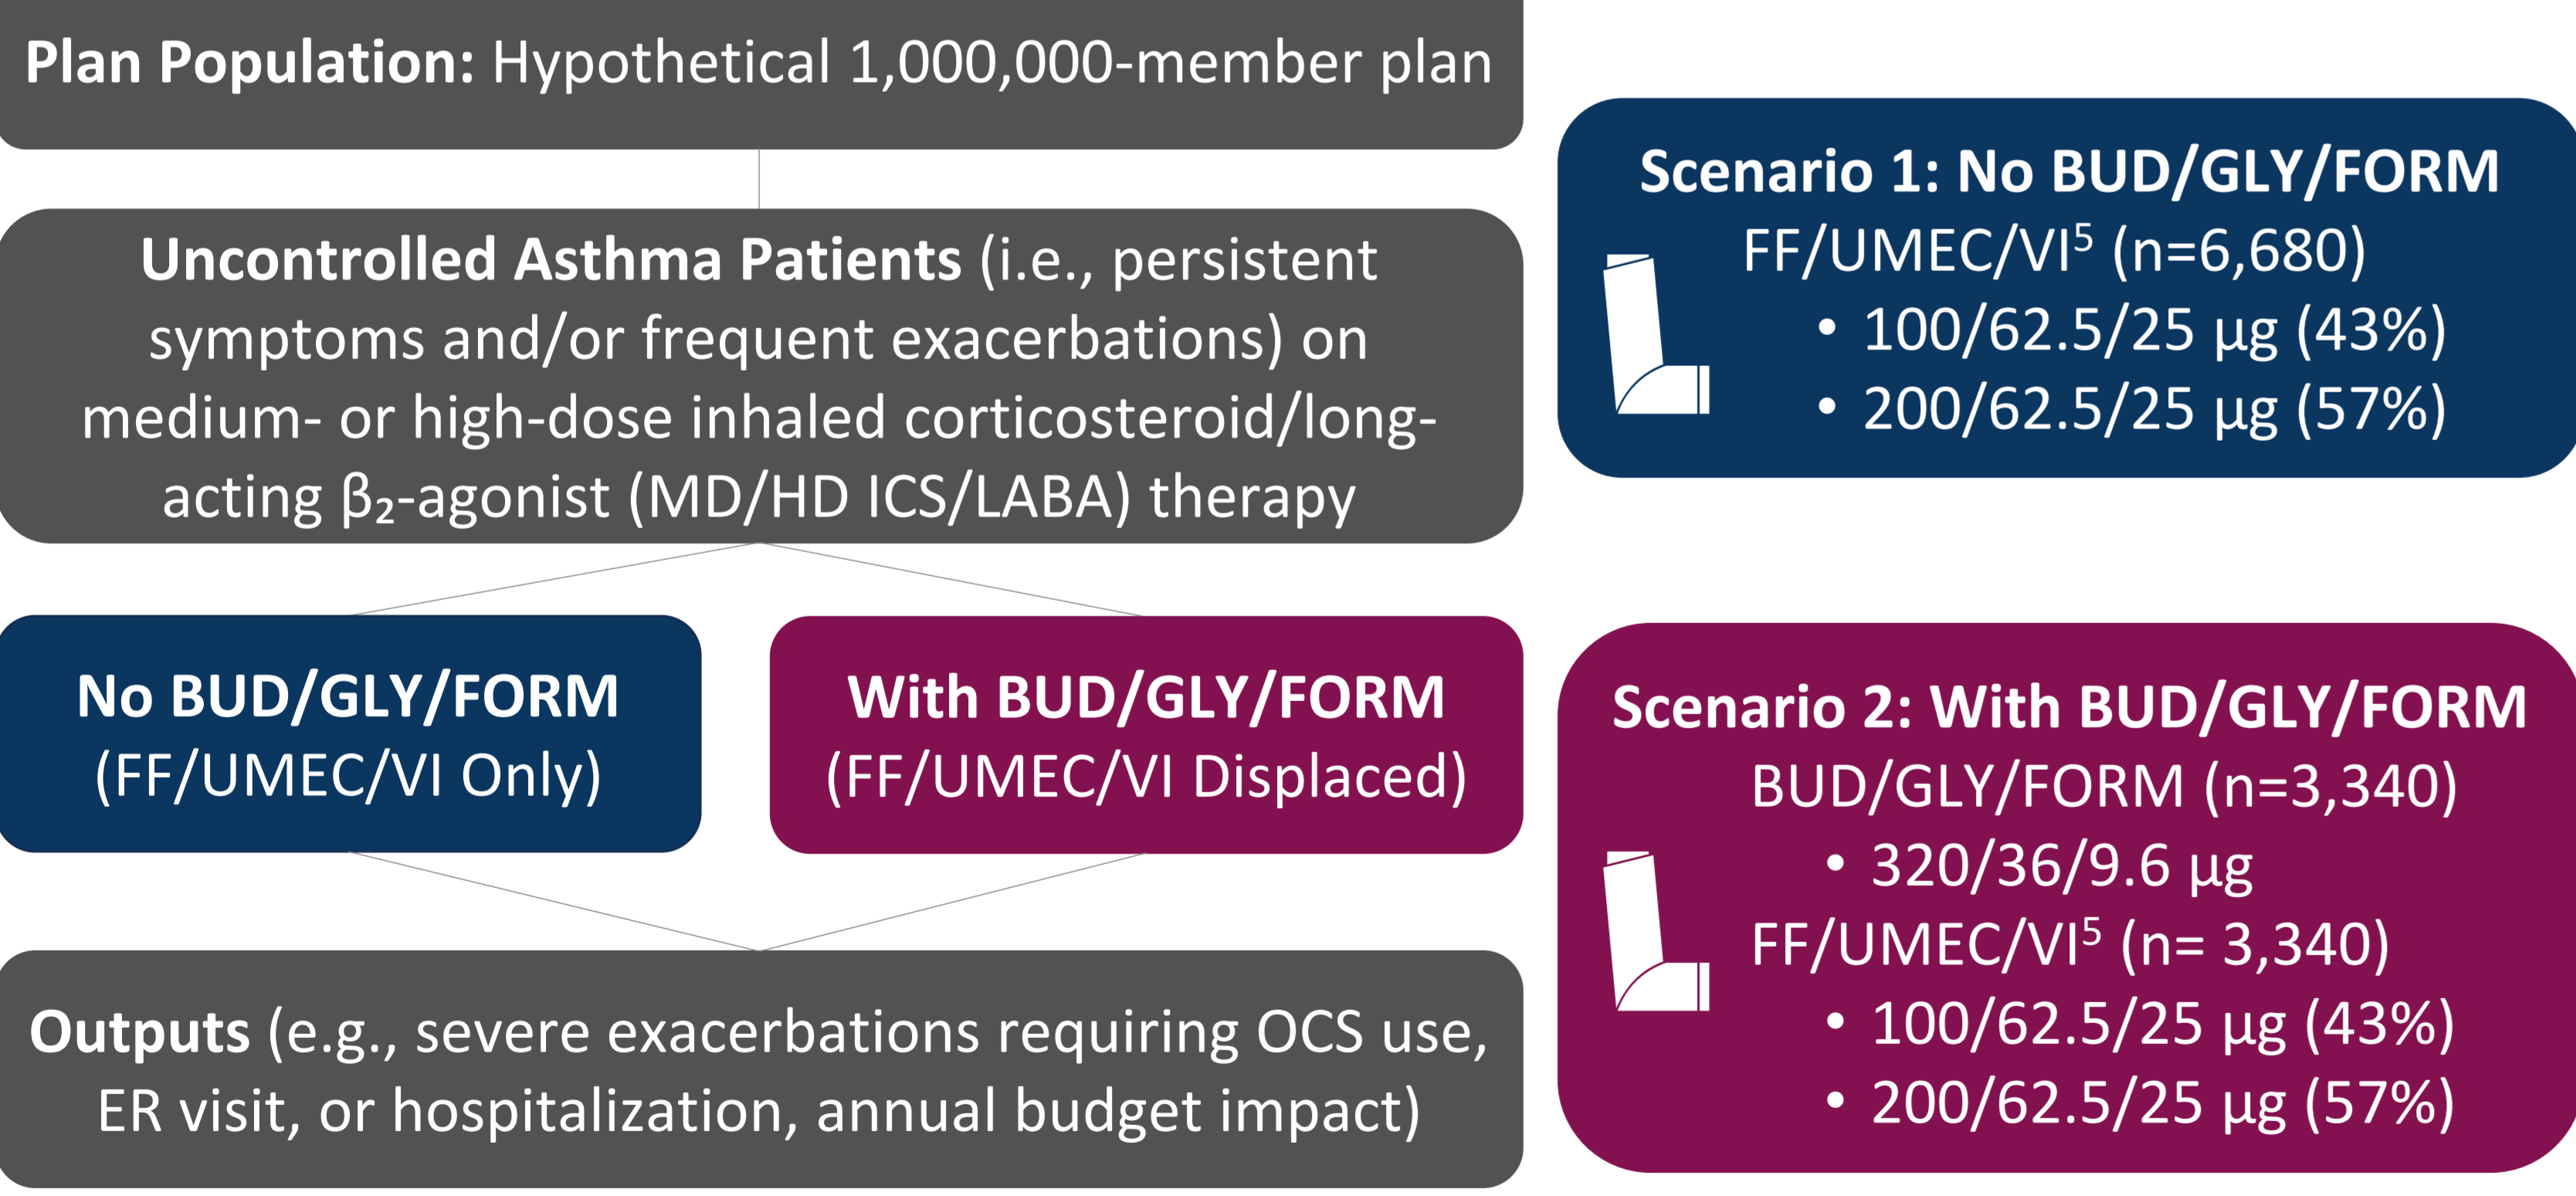 Plan Population: Hypothetical 1,000,000-member plan
Uncontrolled Asthma Patients (i.e., persistent
symptoms and/or frequent exacerbations) on
medium- or high-dose inhaled corticosteroid/long-
acting β₂-agonist (MD/HD ICS/LABA) therapy
No BUD/GLY/FORM
(FF/UMEC/VI Only)
With BUD/GLY/FORM
(FF/UMEC/VI Displaced)
Outputs (e.g., severe exacerbations requiring OCS use,
ER visit, or hospitalization, annual budget impact)
Scenario 1: No BUD/GLY/FORM
FF/UMEC/VI⁵ (n=6,680)
• 100/62.5/25 µg (43%)
• 200/62.5/25 µg (57%)
Scenario 2: With BUD/GLY/FORM
BUD/GLY/FORM (n=3,340)
• 320/36/9.6 µg
FF/UMEC/VI⁵ (n= 3,340)
• 100/62.5/25 µg (43%)
• 200/62.5/25 µg (57%)